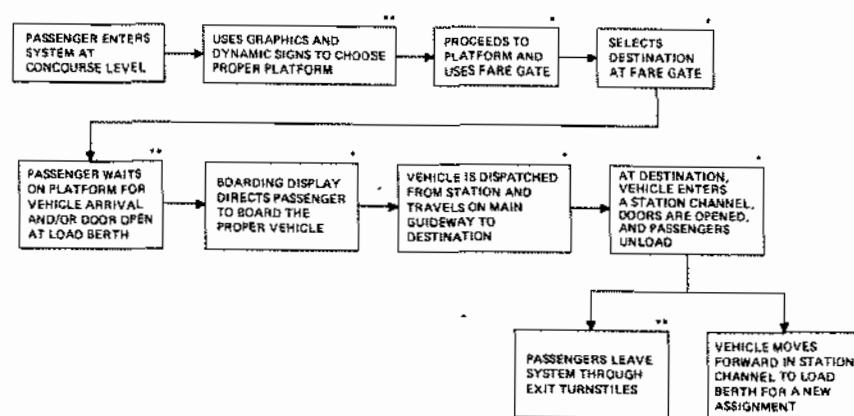 PASSENGER ENTERS
SYSTEM AT
CONCOURSE LEVEL
**
USES GRAPHICS AND
DYNAMIC SIGNS TO CHOOSE
PROPER PLATFORM
*
PROCEEDS TO
PLATFORM AND
USES FARE GATE
*
SELECTS
DESTINATION
AT FARE GATE
**
PASSENGER WAITS
ON PLATFORM FOR
VEHICLE ARRIVAL
AND/OR DOOR OPEN
AT LOAD BERTH
*
BOARDING DISPLAY
DIRECTS PASSENGER
TO BOARD THE
PROPER VEHICLE
*
VEHICLE IS DISPATCHED
FROM STATION AND
TRAVELS ON MAIN
GUIDEWAY TO
DESTINATION
*
AT DESTINATION,
VEHICLE ENTERS
A STATION CHANNEL,
DOORS ARE OPENED,
AND PASSENGERS
UNLOAD
**
PASSENGERS LEAVE
SYSTEM THROUGH
EXIT TURNSTILES
VEHICLE MOVES
FORWARD IN STATION
CHANNEL TO LOAD
BERTH FOR A NEW
ASSIGNMENT